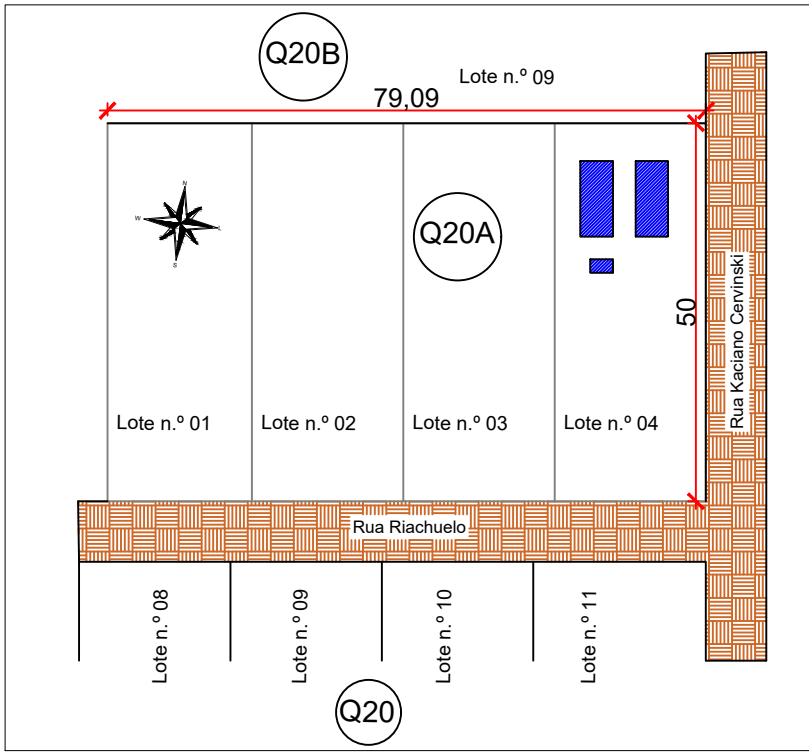 Q20B
Lote n.º 09
79,09
N
W
L
S
Q20A
50
Rua Kaciano Cervinski
Lote n.º 01
Lote n.º 02
Lote n.º 03
Lote n.º 04
Rua Riachuelo
Lote n.º 08
Lote n.º 09
Lote n.º 10
Lote n.º 11
Q20